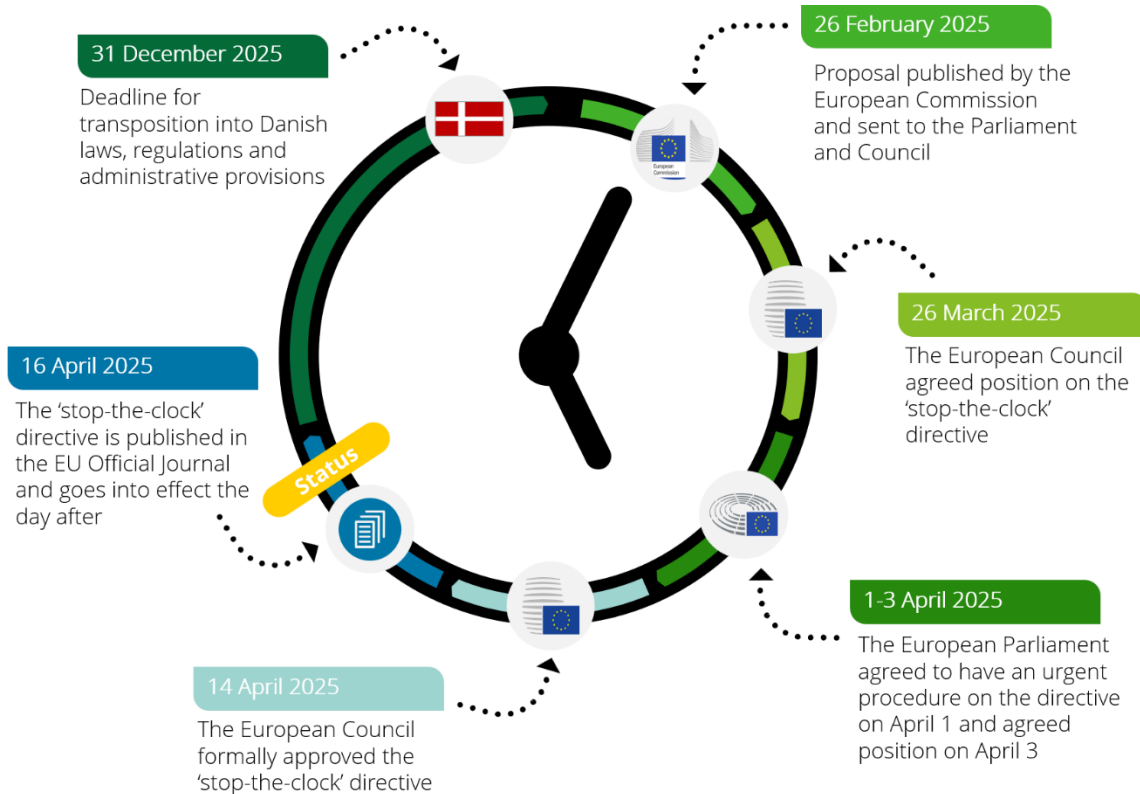 26 February 2025
Proposal published by the
European Commission
and sent to the Parliament
and Council
European
Commission
26 March 2025
The European Council
agreed position on the
‘stop-the-clock’
directive
1-3 April 2025
The European Parliament
agreed to have an urgent
procedure on the directive
on April 1 and agreed
position on April 3
14 April 2025
The European Council
formally approved the
‘stop-the-clock’ directive
16 April 2025
The ‘stop-the-clock’
directive is published in
the EU Official Journal
and goes into effect the
day after
Status
31 December 2025
Deadline for
transposition into Danish
laws, regulations and
administrative provisions